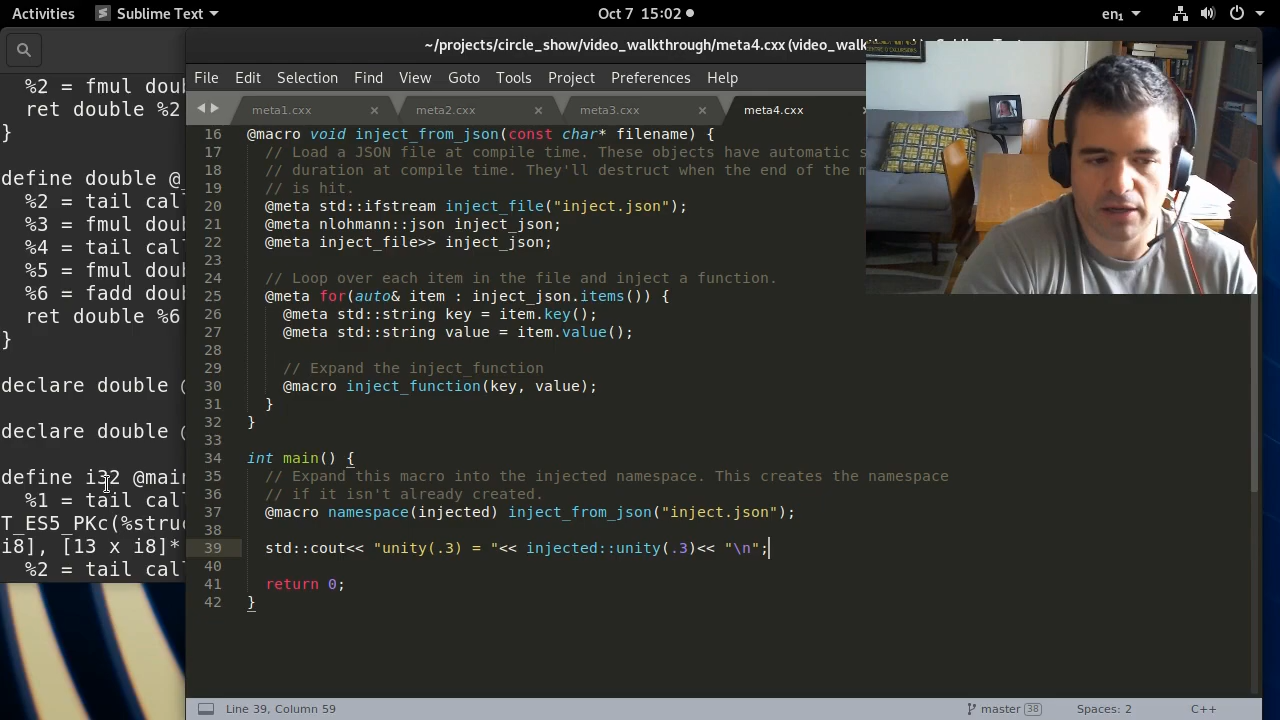 Activities Sublime Text Oct 7 15:02 en₁
~/projects/circle_show/video_walkthrough/meta4.cxx (video_walk
File Edit Selection Find View Goto Tools Project Preferences Help
meta1.cxx × meta2.cxx × meta3.cxx × meta4.cxx
%2 = fmul doub
ret double %2
}
define double @_
%2 = tail cal
%3 = fmul doub
%4 = tail cal
%5 = fmul doub
%6 = fadd doub
ret double %6
}
declare double @
declare double @
define i32 @main
%1 = tail call
T_ES5_PKc(%struc
i8], [13 x i8]*
%2 = tail call
16 @macro void inject_from_json(const char* filename) {
17 // Load a JSON file at compile time. These objects have automatic s
18 // duration at compile time. They'll destruct when the end of the m
19 // is hit.
20 @meta std::ifstream inject_file("inject.json");
21 @meta nlohmann::json inject_json;
22 @meta inject_file>> inject_json;
23
24 // Loop over each item in the file and inject a function.
25 @meta for(auto& item : inject_json.items()) {
26 @meta std::string key = item.key();
27 @meta std::string value = item.value();
28
29 // Expand the inject_function
30 @macro inject_function(key, value);
31 }
32 }
33
34 int main() {
35 // Expand this macro into the injected namespace. This creates the namespace
36 // if it isn't already created.
37 @macro namespace(injected) inject_from_json("inject.json");
38
39 std::cout<< "unity(.3) = "<< injected::unity(.3)<< "\n";
40
41 return 0;
42 }
Line 39, Column 59 master 38 Spaces: 2 C++